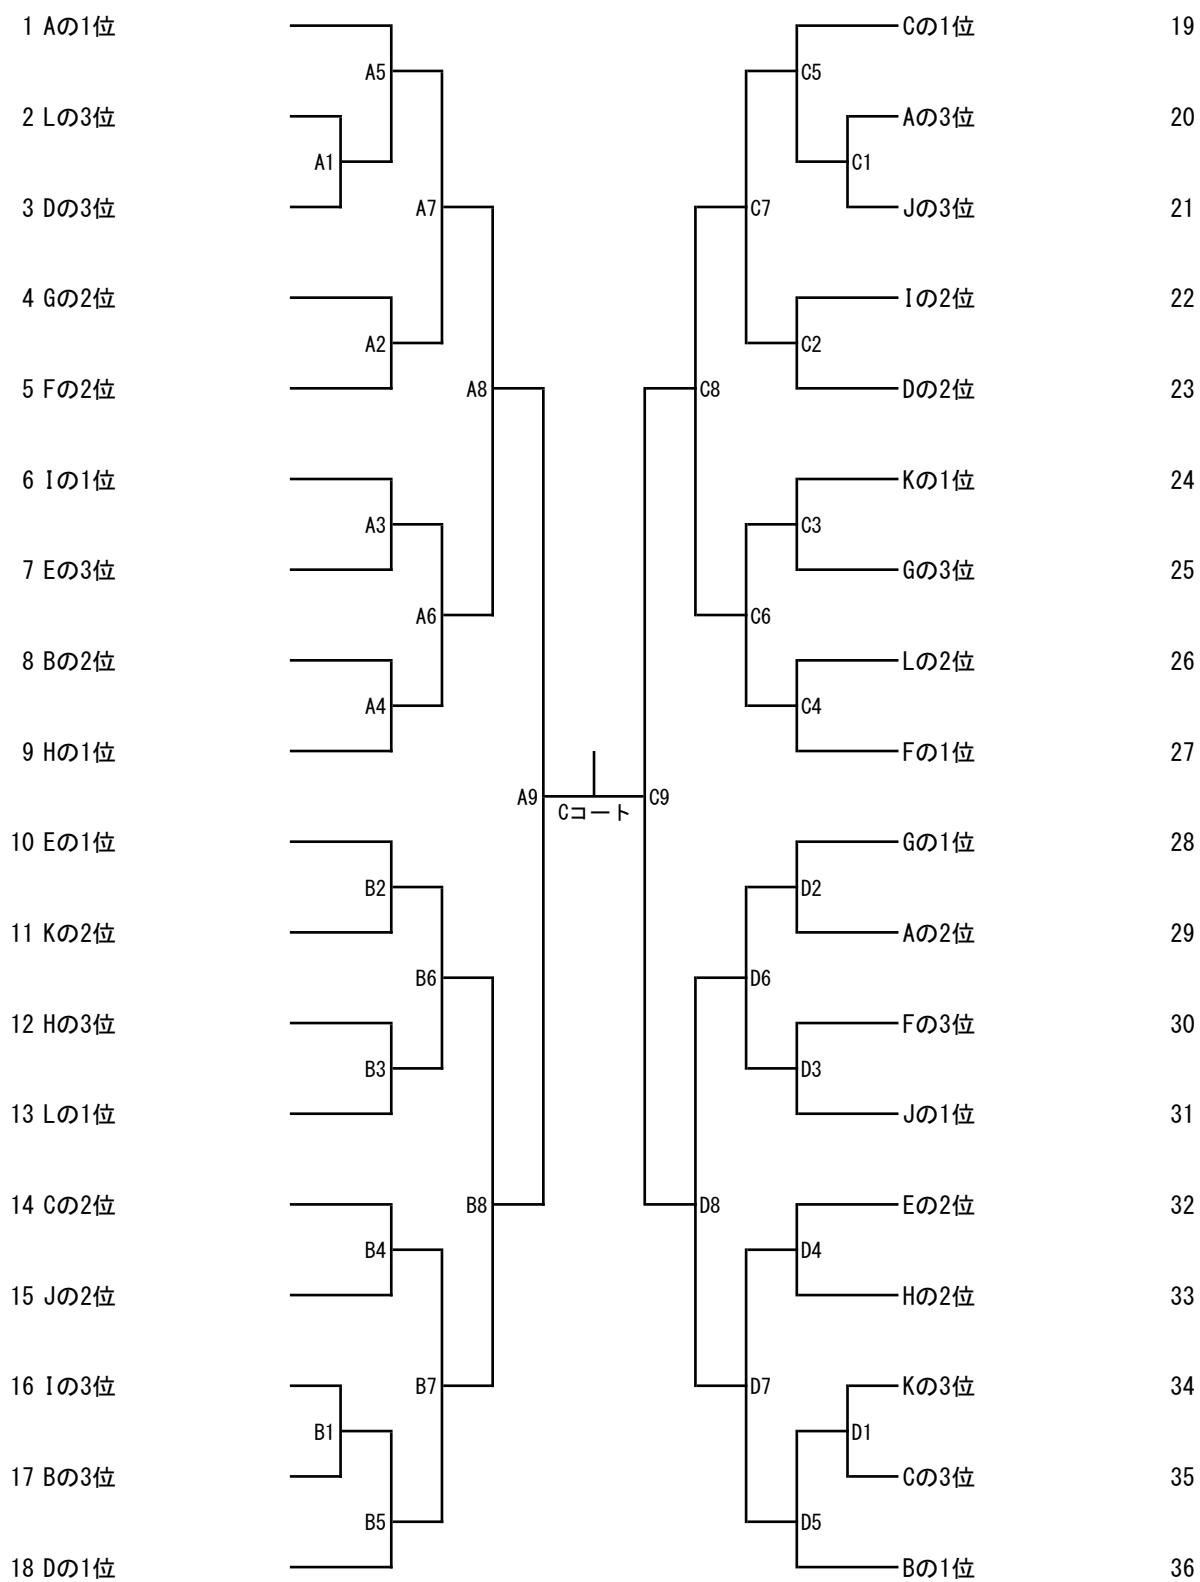 1 Aの1位
Cの1位 19
A5
C5
2 Lの3位
Aの3位 20
A1
C1
3 Dの3位
A7
C7
Jの3位 21
4 Gの2位
Iの2位 22
A2
C2
5 Fの2位
A8
C8
Dの2位 23
6 Iの1位
Kの1位 24
A3
C3
7 Eの3位
Gの3位 25
A6
C6
8 Bの2位
Lの2位 26
A4
C4
9 Hの1位
Fの1位 27
A9
C9
Cコート
10 Eの1位
Gの1位 28
B2
D2
11 Kの2位
Aの2位 29
B6
D6
12 Hの3位
Fの3位 30
B3
D3
13 Lの1位
Jの1位 31
14 Cの2位
B8
D8
Eの2位 32
B4
D4
15 Jの2位
Hの2位 33
16 Iの3位
B7
D7
Kの3位 34
B1
D1
17 Bの3位
Cの3位 35
B5
D5
18 Dの1位
Bの1位 36